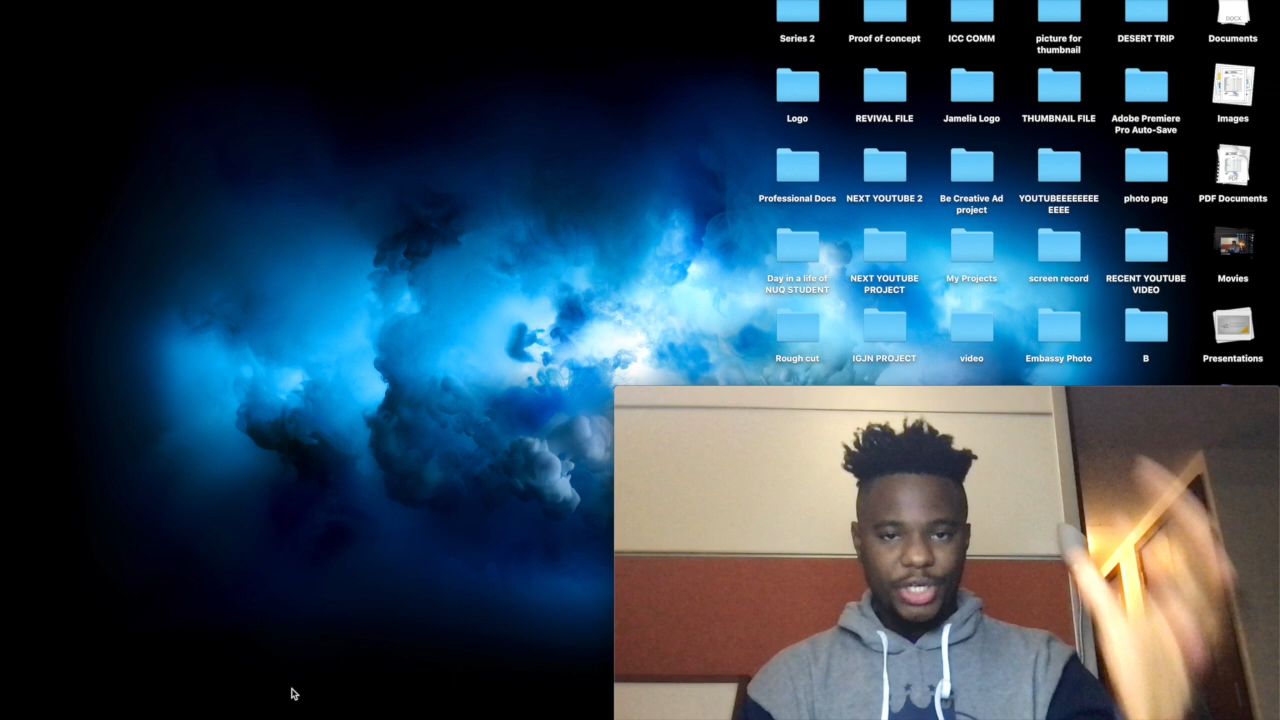 Series 2
Proof of concept
ICC COMM
picture for
thumbnail
DESERT TRIP
DOCX
Documents
Logo
REVIVAL FILE
Jamelia Logo
THUMBNAIL FILE
Adobe Premiere
Pro Auto-Save
Images
Professional Docs
NEXT YOUTUBE 2
Be Creative Ad
project
YOUTUBEEEEEEEE
EEEE
photo png
PDF
PDF Documents
Day in a life of
NUQ STUDENT
NEXT YOUTUBE
PROJECT
My Projects
screen record
RECENT YOUTUBE
VIDEO
Movies
Rough cut
IGJN PROJECT
video
Embassy Photo
B
Presentations